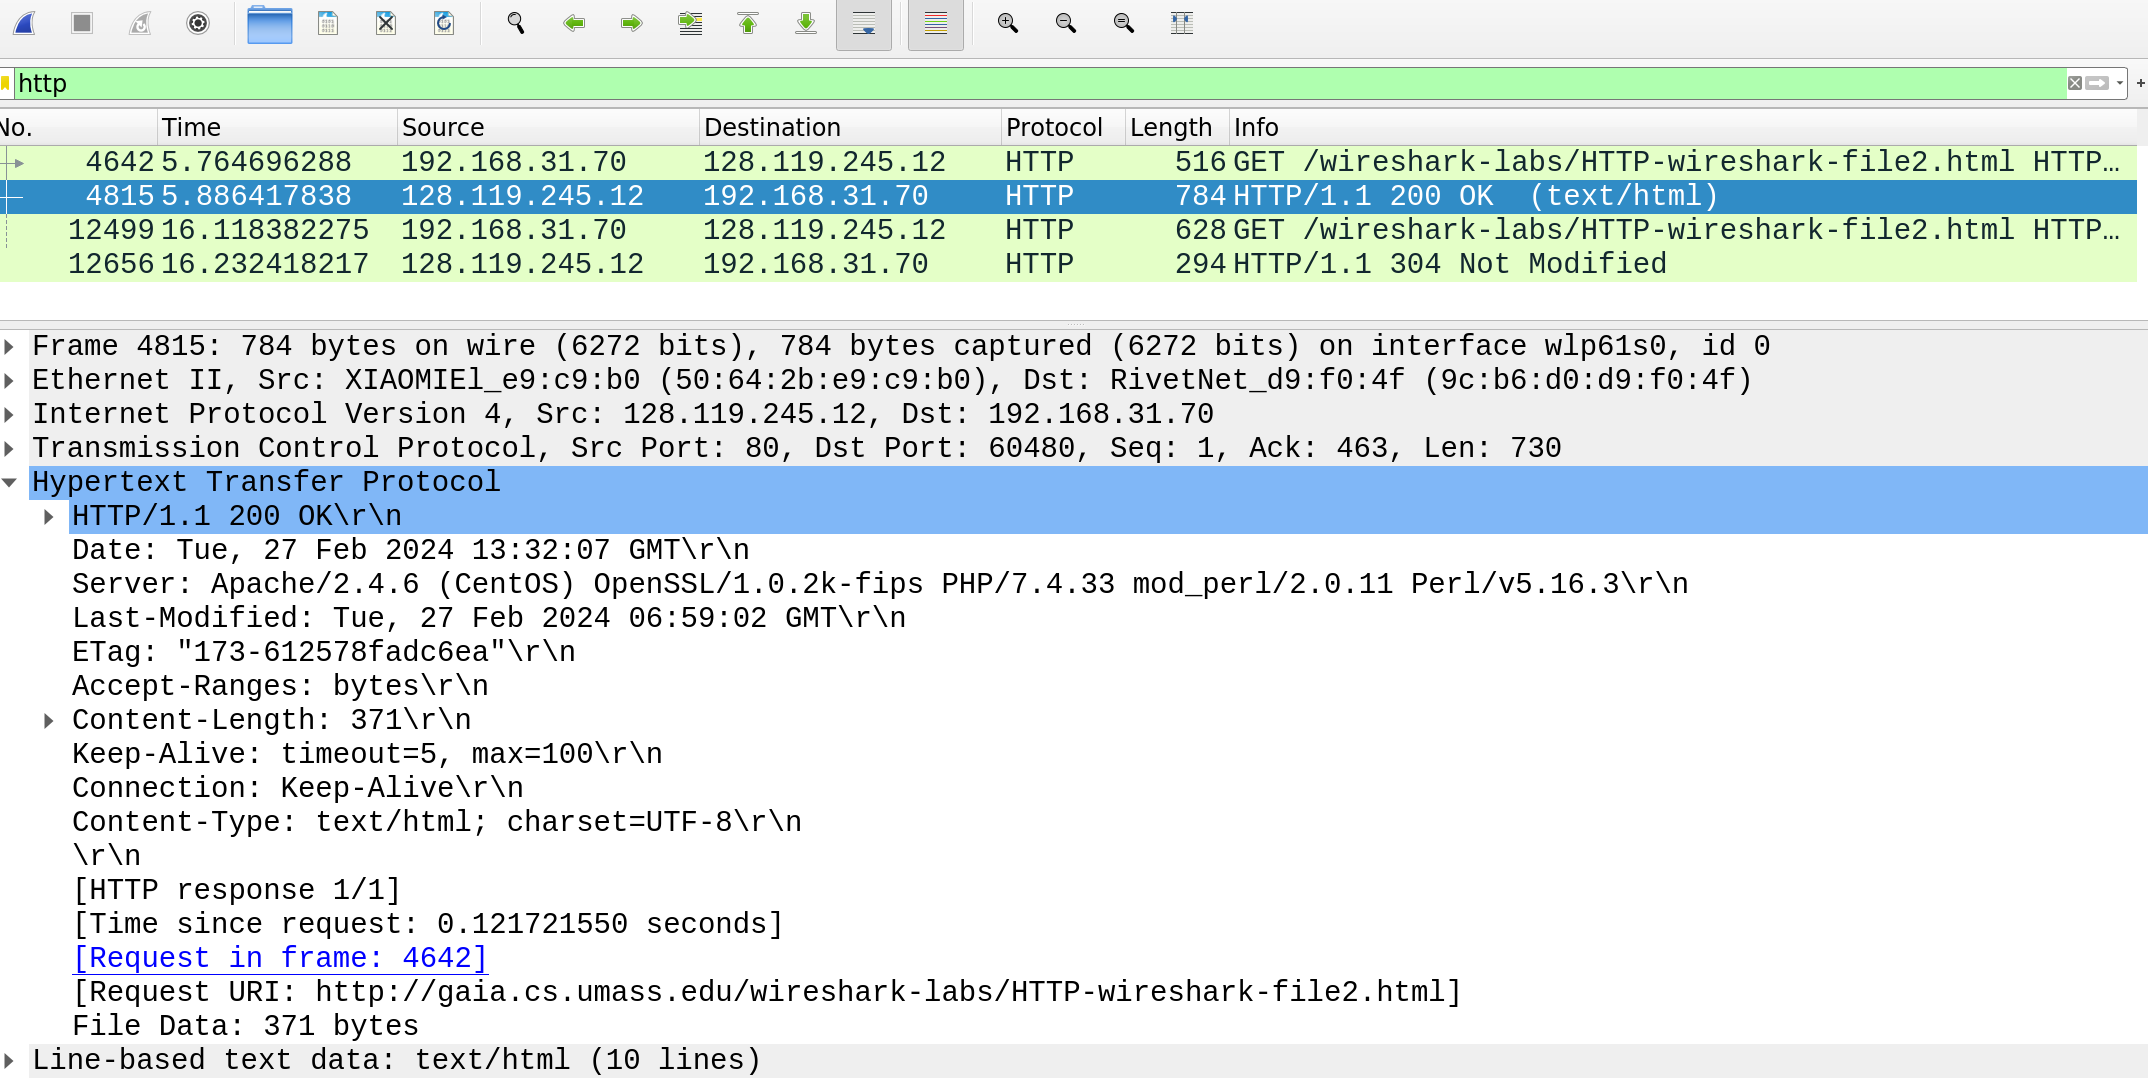 http
No. Time Source Destination Protocol Length Info
4642 5.764696288 192.168.31.70 128.119.245.12 HTTP 516 GET /wireshark-labs/HTTP-wireshark-file2.html HTTP…
4815 5.886417838 128.119.245.12 192.168.31.70 HTTP 784 HTTP/1.1 200 OK  (text/html)
12499 16.118382275 192.168.31.70 128.119.245.12 HTTP 628 GET /wireshark-labs/HTTP-wireshark-file2.html HTTP…
12656 16.232418217 128.119.245.12 192.168.31.70 HTTP 294 HTTP/1.1 304 Not Modified
Frame 4815: 784 bytes on wire (6272 bits), 784 bytes captured (6272 bits) on interface wlp61s0, id 0
Ethernet II, Src: XIAOMIEl_e9:c9:b0 (50:64:2b:e9:c9:b0), Dst: RivetNet_d9:f0:4f (9c:b6:d0:d9:f0:4f)
Internet Protocol Version 4, Src: 128.119.245.12, Dst: 192.168.31.70
Transmission Control Protocol, Src Port: 80, Dst Port: 60480, Seq: 1, Ack: 463, Len: 730
Hypertext Transfer Protocol
HTTP/1.1 200 OK\r\n
Date: Tue, 27 Feb 2024 13:32:07 GMT\r\n
Server: Apache/2.4.6 (CentOS) OpenSSL/1.0.2k-fips PHP/7.4.33 mod_perl/2.0.11 Perl/v5.16.3\r\n
Last-Modified: Tue, 27 Feb 2024 06:59:02 GMT\r\n
ETag: "173-612578fadc6ea"\r\n
Accept-Ranges: bytes\r\n
Content-Length: 371\r\n
Keep-Alive: timeout=5, max=100\r\n
Connection: Keep-Alive\r\n
Content-Type: text/html; charset=UTF-8\r\n
\r\n
[HTTP response 1/1]
[Time since request: 0.121721550 seconds]
[Request in frame: 4642]
[Request URI: http://gaia.cs.umass.edu/wireshark-labs/HTTP-wireshark-file2.html]
File Data: 371 bytes
Line-based text data: text/html (10 lines)